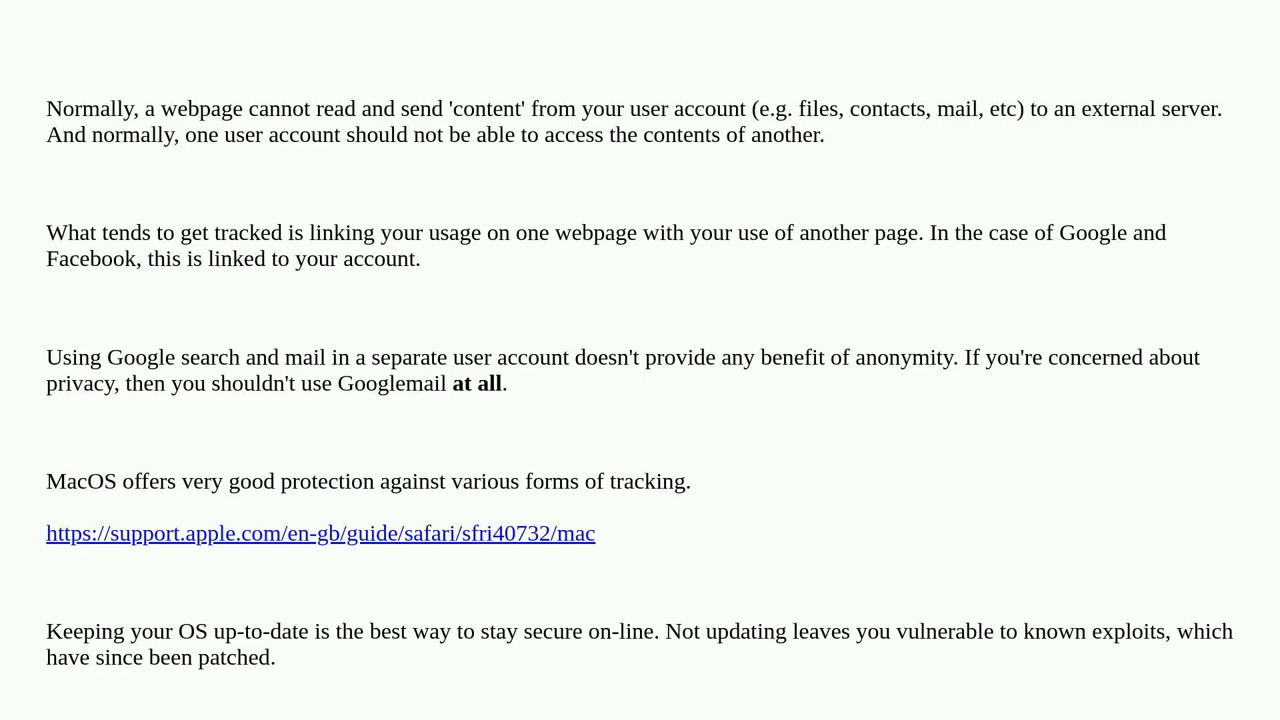 Normally, a webpage cannot read and send 'content' from your user account (e.g. files, contacts, mail, etc) to an external server.
And normally, one user account should not be able to access the contents of another.
What tends to get tracked is linking your usage on one webpage with your use of another page. In the case of Google and
Facebook, this is linked to your account.
Using Google search and mail in a separate user account doesn't provide any benefit of anonymity. If you're concerned about
privacy, then you shouldn't use Googlemail at all.
MacOS offers very good protection against various forms of tracking.
https://support.apple.com/en-gb/guide/safari/sfri40732/mac
Keeping your OS up-to-date is the best way to stay secure on-line. Not updating leaves you vulnerable to known exploits, which
have since been patched.